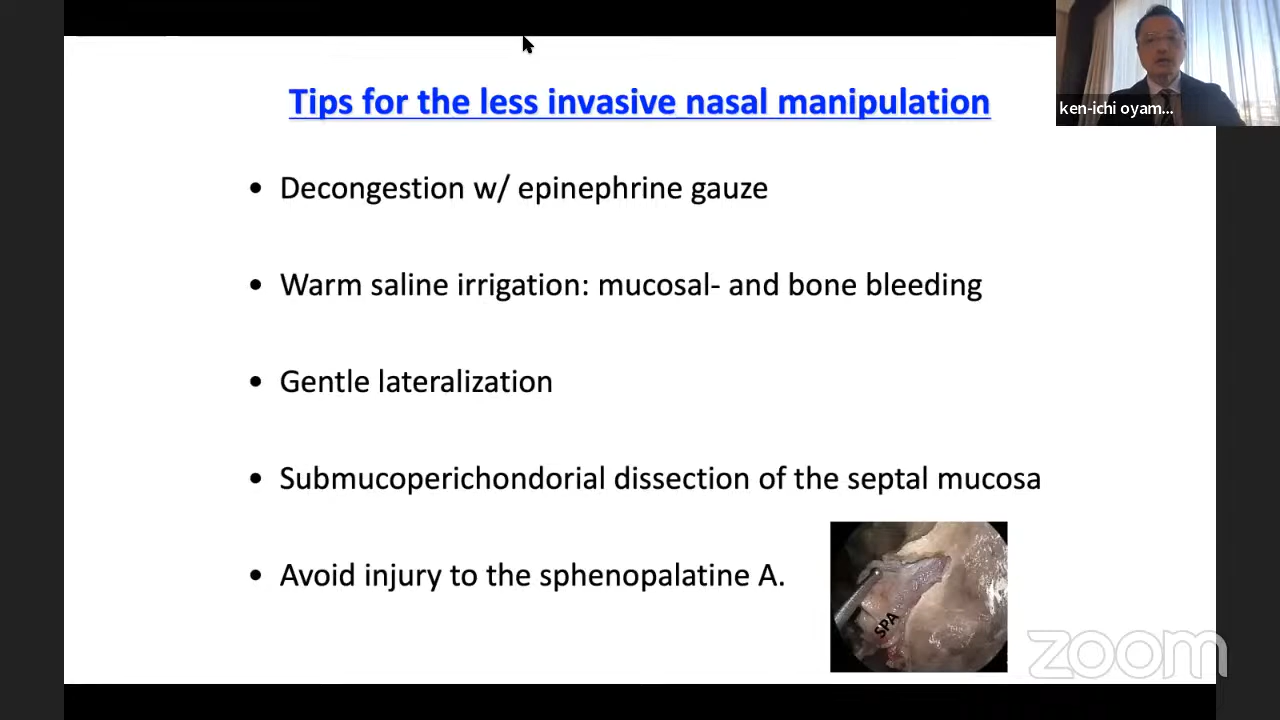 Tips for the less invasive nasal manipulation
ken-ichi oyam...
• Decongestion w/ epinephrine gauze
• Warm saline irrigation: mucosal- and bone bleeding
• Gentle lateralization
• Submucoperichondorial dissection of the septal mucosa
• Avoid injury to the sphenopalatine A.
SPA
zoom